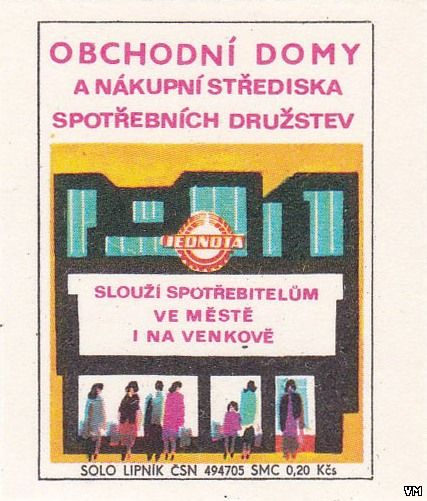 OBCHODNÍ DOMY
A NÁKUPNÍ STŘEDISKA
SPOTŘEBNÍCH DRUŽSTEV
JEDNOTA
SLOUŽÍ SPOTŘEBITELŮM
VE MĚSTĚ
I NA VENKOVĚ
SOLO LIPNÍK ČSN 494705 SMC 0,20 Kčs
VM